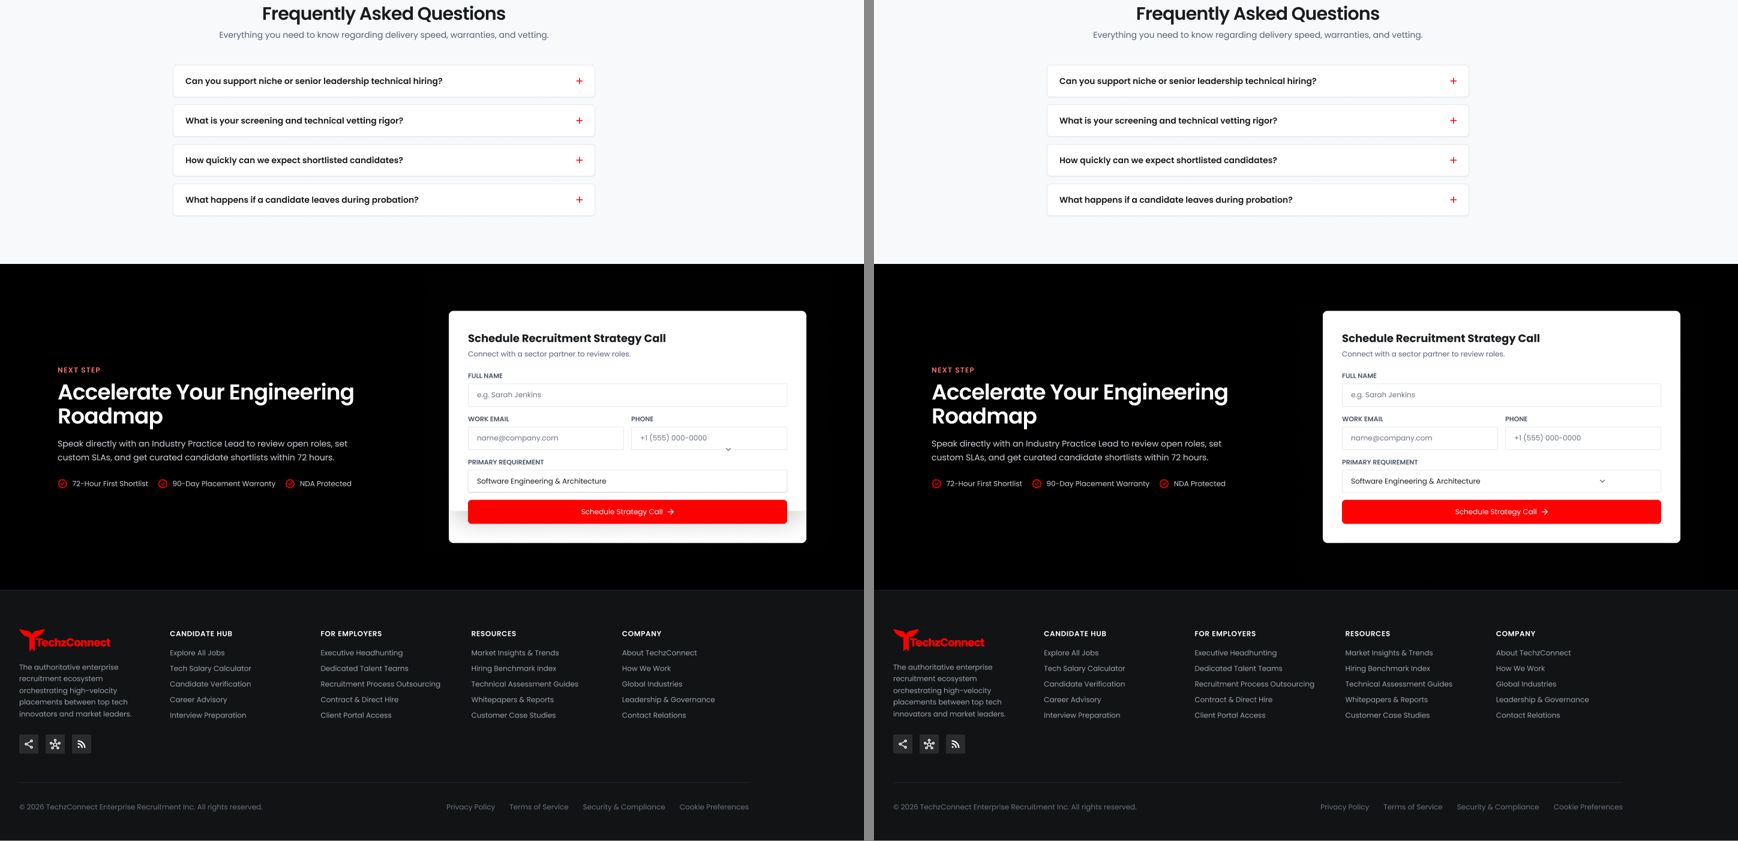 Frequently Asked Questions
Everything you need to know regarding delivery speed, warranties, and vetting.
Can you support niche or senior leadership technical hiring?
What is your screening and technical vetting rigor?
How quickly can we expect shortlisted candidates?
What happens if a candidate leaves during probation?
NEXT STEP
Accelerate Your Engineering
Roadmap
Speak directly with an Industry Practice Lead to review open roles, set
custom SLAs, and get curated candidate shortlists within 72 hours.
72-Hour First Shortlist
90-Day Placement Warranty
NDA Protected
Schedule Recruitment Strategy Call
Connect with a sector partner to review roles.
FULL NAME
e.g. Sarah Jenkins
WORK EMAIL
PHONE
name@company.com
+1 (555) 000-0000
PRIMARY REQUIREMENT
Software Engineering & Architecture
Schedule Strategy Call →
TechzConnect
The authoritative enterprise
recruitment ecosystem
orchestrating high-velocity
placements between top tech
innovators and market leaders.
CANDIDATE HUB
Explore All Jobs
Tech Salary Calculator
Candidate Verification
Career Advisory
Interview Preparation
FOR EMPLOYERS
Executive Headhunting
Dedicated Talent Teams
Recruitment Process Outsourcing
Contract & Direct Hire
Client Portal Access
RESOURCES
Market Insights & Trends
Hiring Benchmark Index
Technical Assessment Guides
Whitepapers & Reports
Customer Case Studies
COMPANY
About TechzConnect
How We Work
Global Industries
Leadership & Governance
Contact Relations
© 2026 TechzConnect Enterprise Recruitment Inc. All rights reserved.
Privacy Policy
Terms of Service
Security & Compliance
Cookie Preferences
Frequently Asked Questions
Everything you need to know regarding delivery speed, warranties, and vetting.
Can you support niche or senior leadership technical hiring?
What is your screening and technical vetting rigor?
How quickly can we expect shortlisted candidates?
What happens if a candidate leaves during probation?
NEXT STEP
Accelerate Your Engineering
Roadmap
Speak directly with an Industry Practice Lead to review open roles, set
custom SLAs, and get curated candidate shortlists within 72 hours.
72-Hour First Shortlist
90-Day Placement Warranty
NDA Protected
Schedule Recruitment Strategy Call
Connect with a sector partner to review roles.
FULL NAME
e.g. Sarah Jenkins
WORK EMAIL
PHONE
name@company.com
+1 (555) 000-0000
PRIMARY REQUIREMENT
Software Engineering & Architecture
Schedule Strategy Call →
TechzConnect
The authoritative enterprise
recruitment ecosystem
orchestrating high-velocity
placements between top tech
innovators and market leaders.
CANDIDATE HUB
Explore All Jobs
Tech Salary Calculator
Candidate Verification
Career Advisory
Interview Preparation
FOR EMPLOYERS
Executive Headhunting
Dedicated Talent Teams
Recruitment Process Outsourcing
Contract & Direct Hire
Client Portal Access
RESOURCES
Market Insights & Trends
Hiring Benchmark Index
Technical Assessment Guides
Whitepapers & Reports
Customer Case Studies
COMPANY
About TechzConnect
How We Work
Global Industries
Leadership & Governance
Contact Relations
© 2026 TechzConnect Enterprise Recruitment Inc. All rights reserved.
Privacy Policy
Terms of Service
Security & Compliance
Cookie Preferences